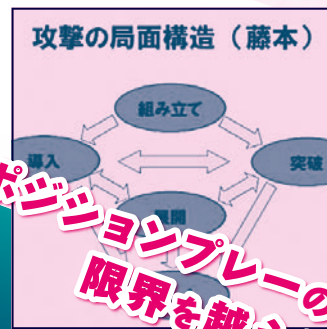 攻撃の局面構造（藤本）
組み立て
導入
突破
展開
ポジションプレーの
限界を越え